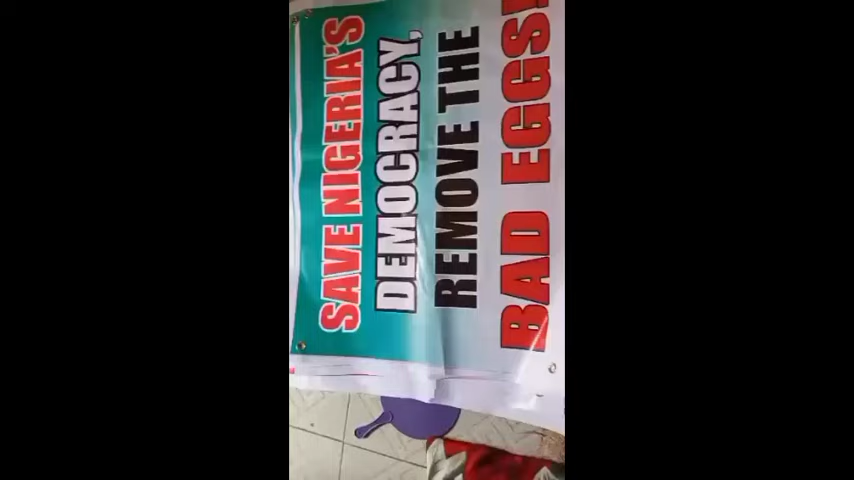 SAVE NIGERIA'S
DEMOCRACY,
REMOVE THE
BAD EGGS!